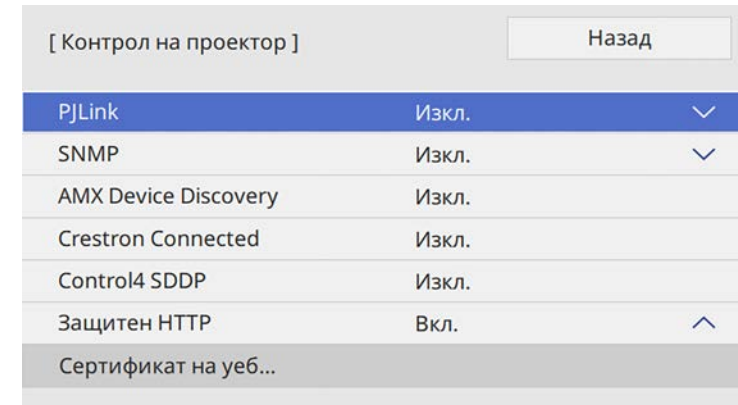 [ Контрол на проектор ] Назад
PJLink Изкл.
SNMP Изкл.
AMX Device Discovery Изкл.
Crestron Connected Изкл.
Control4 SDDP Изкл.
Защитен HTTP Вкл.
Сертификат на уеб...